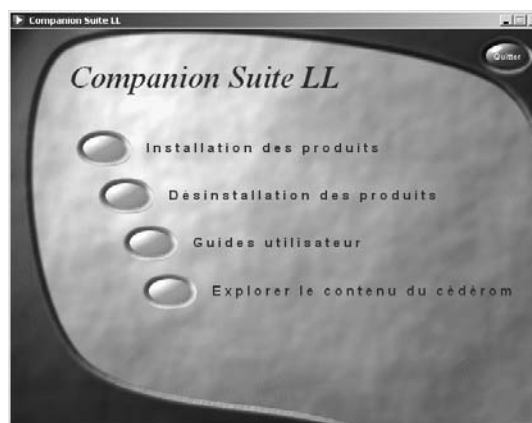 Companion Suite LL
Quitter
Companion Suite LL
Installation des produits
Désinstallation des produits
Guides utilisateur
Explorer le contenu du cédérom